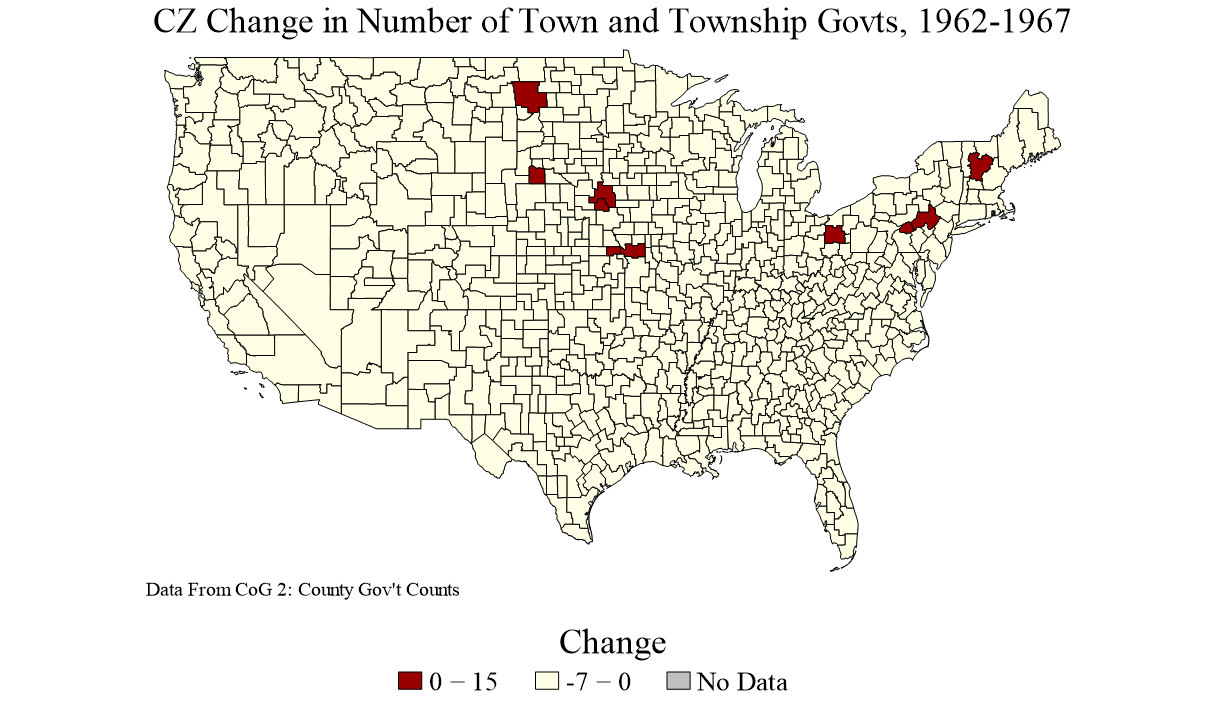 CZ Change in Number of Town and Township Govts, 1962-1967
Data From CoG 2: County Gov't Counts
Change
0 − 15
-7 − 0
No Data